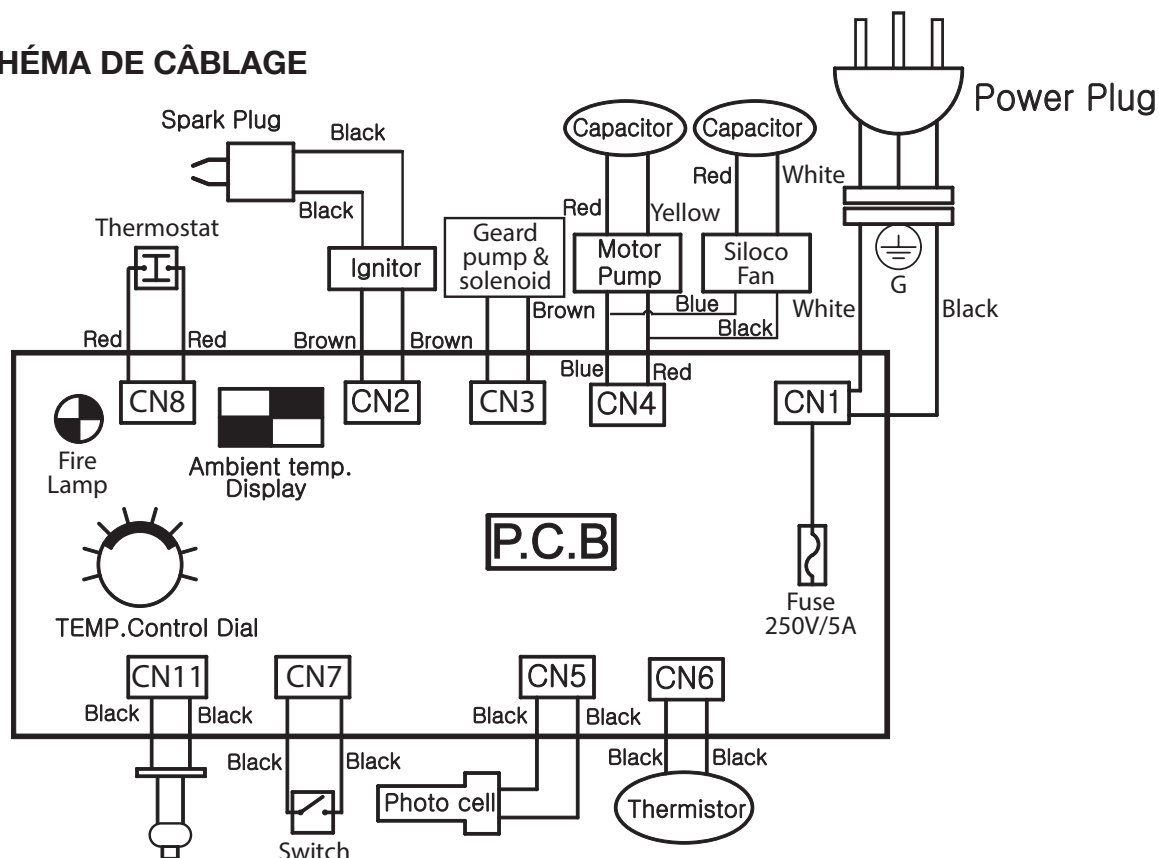 HÉMA DE CÂBLAGE
Power Plug
Spark Plug
Black
Black
Capacitor
Capacitor
Red
White
Red
Yellow
Thermostat
Ignitor
Geard
pump &
solenoid
Motor
Pump
Siloco
Fan
G
Brown
Blue
White
Black
Black
Red
Red
Brown
Brown
Blue
Red
CN8
CN2
CN3
CN4
CN1
Fire
Lamp
Ambient temp.
Display
P.C.B
Fuse
250V/5A
TEMP.Control Dial
CN11
CN7
CN5
CN6
Black
Black
Black
Black
Black
Black
Black
Black
Photo cell
Thermistor
Switch